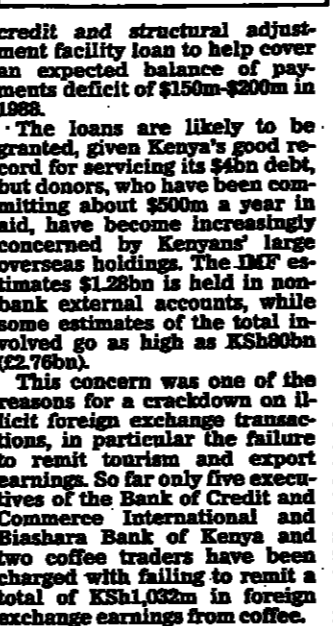 credit and structural adjust-
ment facility loan to help cover
an expected balance of pay-
ments deficit of $150m-$200m in
1988.
The loans are likely to be
granted, given Kenya's good re-
cord for servicing its $4bn debt,
but donors, who have been com-
mitting about $500m a year in
aid, have become increasingly
concerned by Kenyans' large
overseas holdings. The IMF es-
timates $1.28bn is held in non-
bank external accounts, while
some estimates of the total in-
volved go as high as KSh80bn
(£2.76bn).
This concern was one of the
reasons for a crackdown on il-
licit foreign exchange transac-
tions, in particular the failure
to remit tourism and export
earnings. So far only five execu-
tives of the Bank of Credit and
Commerce International and
Biashara Bank of Kenya and
two coffee traders have been
charged with failing to remit a
total of KSh1,032m in foreign
exchange earnings from coffee.